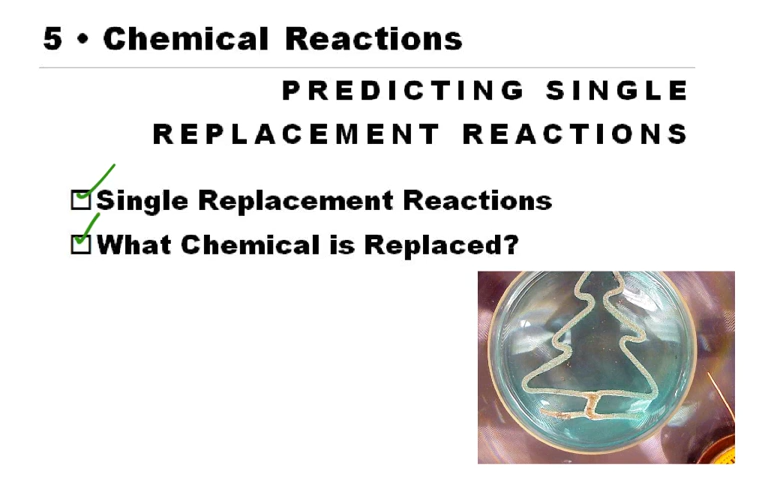 5 • Chemical Reactions
PREDICTING SINGLE
REPLACEMENT REACTIONS
Single Replacement Reactions
What Chemical is Replaced?